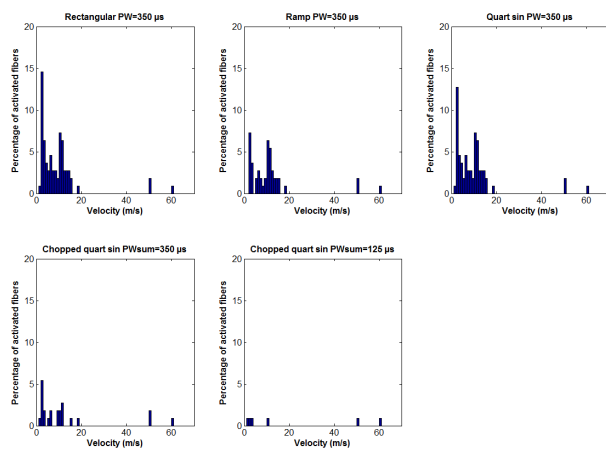 Rectangular PW=350 µs
Ramp PW=350 µs
Quart sin PW=350 µs
Percentage of activated fibers
20
15
10
5
0
0 20 40 60
Velocity (m/s)
Percentage of activated fibers
20
15
10
5
0
0 20 40 60
Velocity (m/s)
Percentage of activated fibers
20
15
10
5
0
0 20 40 60
Velocity (m/s)
Chopped quart sin PWsum=350 µs
Chopped quart sin PWsum=125 µs
Percentage of activated fibers
20
15
10
5
0
0 20 40 60
Velocity (m/s)
Percentage of activated fibers
20
15
10
5
0
0 20 40 60
Velocity (m/s)